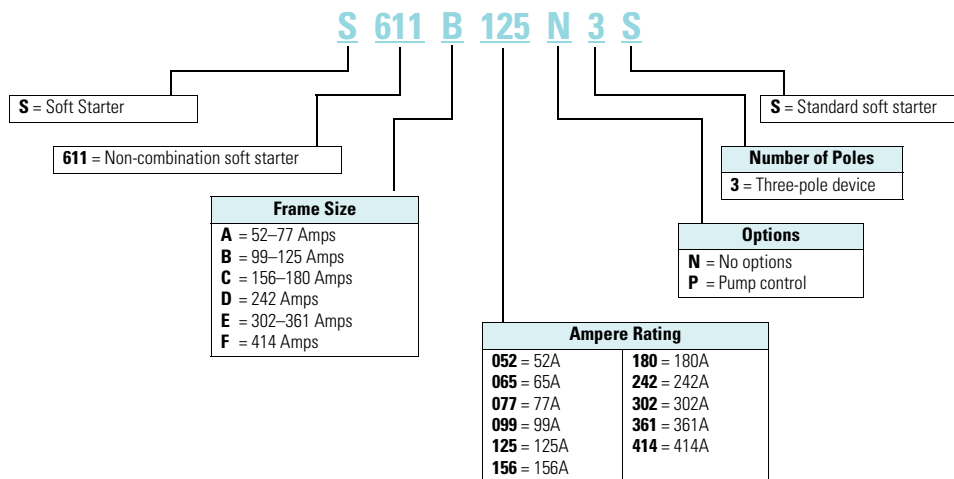 S 611 B 125 N 3 S
S = Soft Starter
S = Standard soft starter
611 = Non-combination soft starter
Number of Poles
3 = Three-pole device
Frame Size
A = 52–77 Amps
B = 99–125 Amps
C = 156–180 Amps
D = 242 Amps
E = 302–361 Amps
F = 414 Amps
Options
N = No options
P = Pump control
Ampere Rating
052 = 52A
065 = 65A
077 = 77A
099 = 99A
125 = 125A
156 = 156A
180 = 180A
242 = 242A
302 = 302A
361 = 361A
414 = 414A